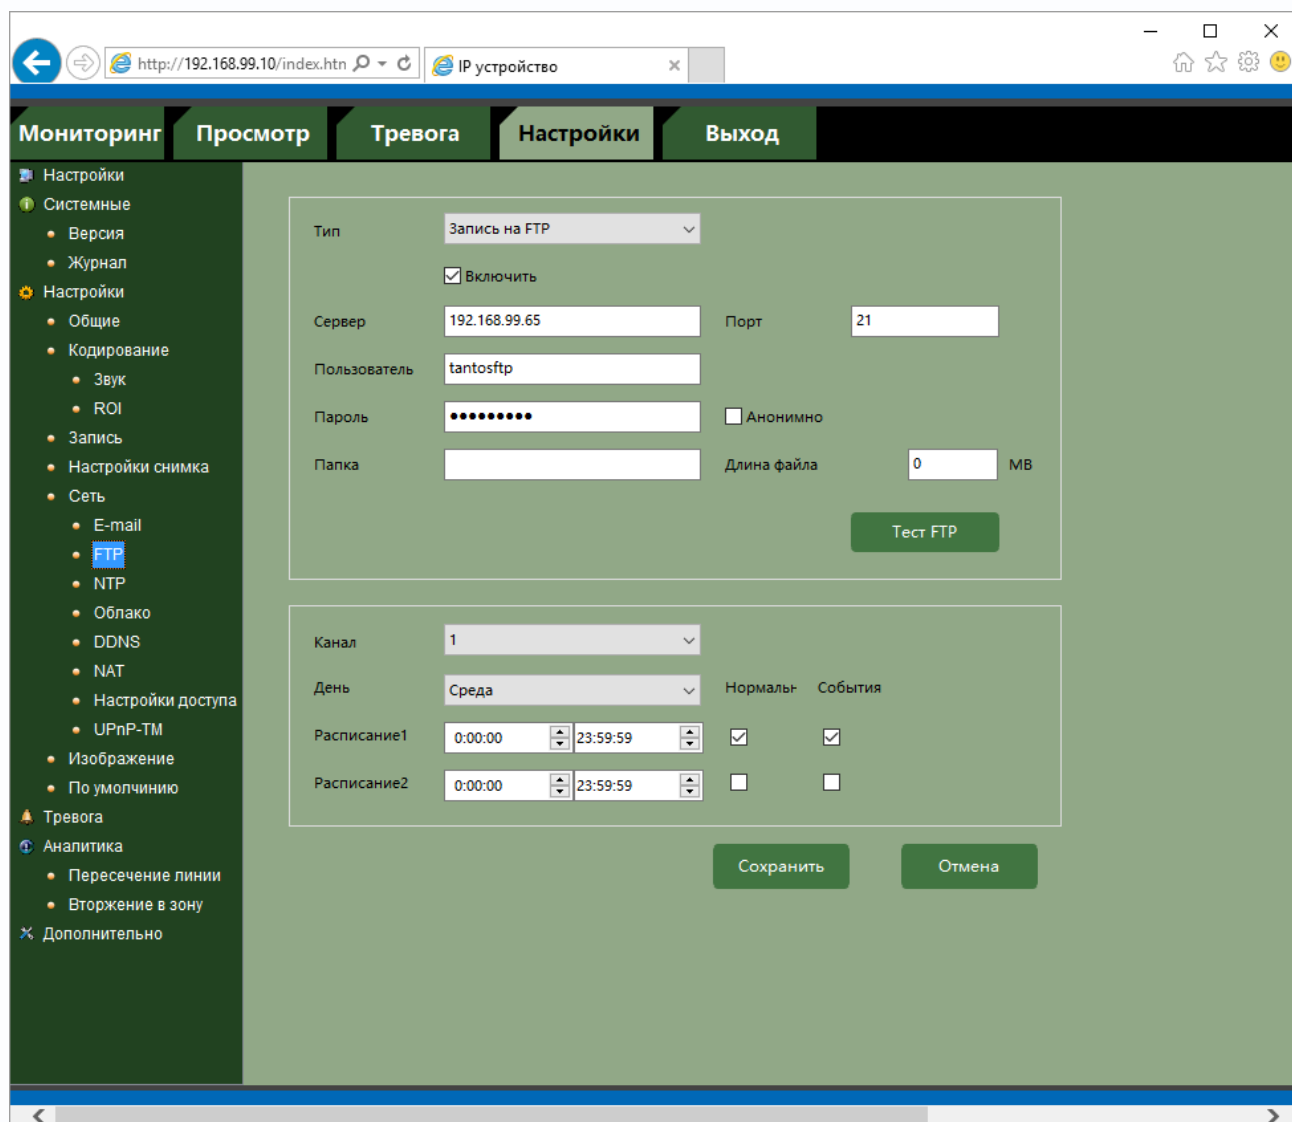 http://192.168.99.10/index.htn
IP устройство
Мониторинг Просмотр Тревога Настройки Выход
Настройки
Системные
Версия
Журнал
Настройки
Общие
Кодирование
Звук
ROI
Запись
Настройки снимка
Сеть
E-mail
FTP
NTP
Облако
DDNS
NAT
Настройки доступа
UPnP-TM
Изображение
По умолчинию
Тревога
Аналитика
Пересечение линии
Вторжение в зону
Дополнительно
Тип Запись на FTP
Включить
Сервер 192.168.99.65 Порт 21
Пользователь tantosftp
Пароль ●●●●●●●●● Анонимно
Папка Длина файла 0 MB
Тест FTP
Канал 1
День Среда Нормальн События
Расписание1 0:00:00 23:59:59
Расписание2 0:00:00 23:59:59
Сохранить Отмена